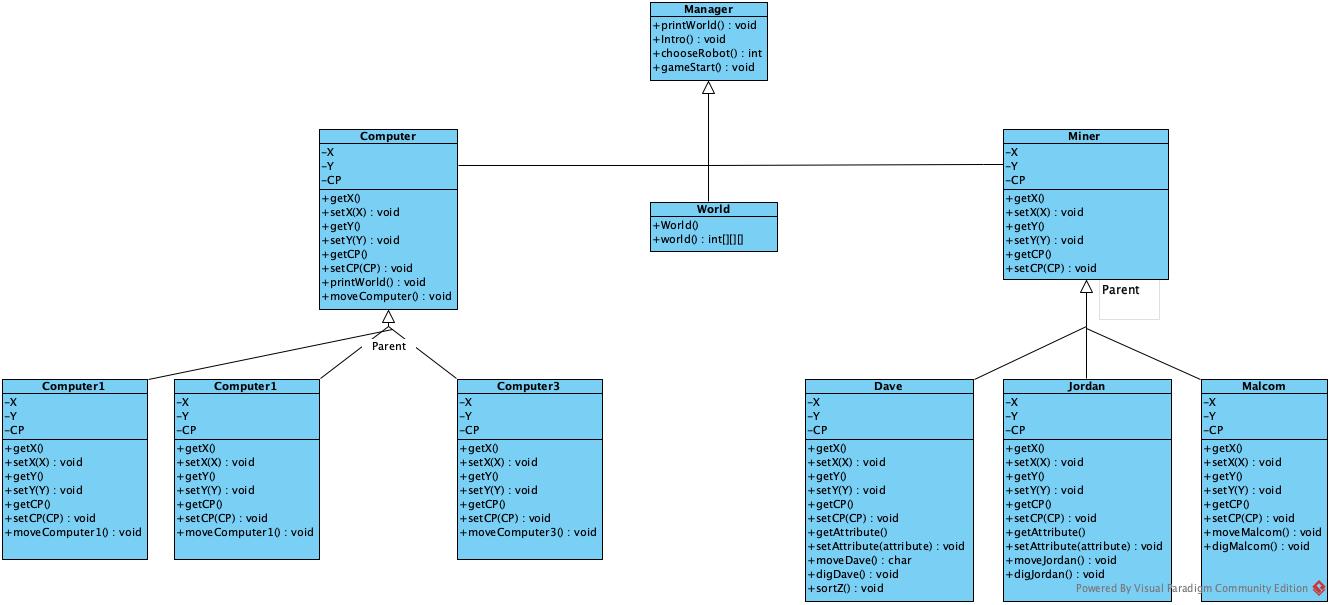 Manager
+printWorld() : void
+Intro() : void
+chooseRobot() : int
+gameStart() : void
Computer
-X
-Y
-CP
+getX()
+setX(X) : void
+getY()
+setY(Y) : void
+getCP()
+setCP(CP) : void
+printWorld() : void
+moveComputer() : void
World
+World()
+world() : int[][][]
Miner
-X
-Y
-CP
+getX()
+setX(X) : void
+getY()
+setY(Y) : void
+getCP()
+setCP(CP) : void
Parent
Parent
Computer1
-X
-Y
-CP
+getX()
+setX(X) : void
+getY()
+setY(Y) : void
+getCP()
+setCP(CP) : void
+moveComputer1() : void
Computer1
-X
-Y
-CP
+getX()
+setX(X) : void
+getY()
+setY(Y) : void
+getCP()
+setCP(CP) : void
+moveComputer1() : void
Computer3
-X
-Y
-CP
+getX()
+setX(X) : void
+getY()
+setY(Y) : void
+getCP()
+setCP(CP) : void
+moveComputer3() : void
Dave
-X
-Y
-CP
+getX()
+setX(X) : void
+getY()
+setY(Y) : void
+getCP()
+setCP(CP) : void
+getAttribute()
+setAttribute(attribute) : void
+moveDave() : char
+digDave() : void
+sortZ() : void
Jordan
-X
-Y
-CP
+getX()
+setX(X) : void
+getY()
+setY(Y) : void
+getCP()
+setCP(CP) : void
+getAttribute()
+setAttribute(attribute) : void
+moveJordan() : void
+digJordan() : void
Malcom
-X
-Y
-CP
+getX()
+setX(X) : void
+getY()
+setY(Y) : void
+getCP()
+setCP(CP) : void
+moveMalcom() : void
+digMalcom() : void
Powered By Visual Paradigm Community Edition